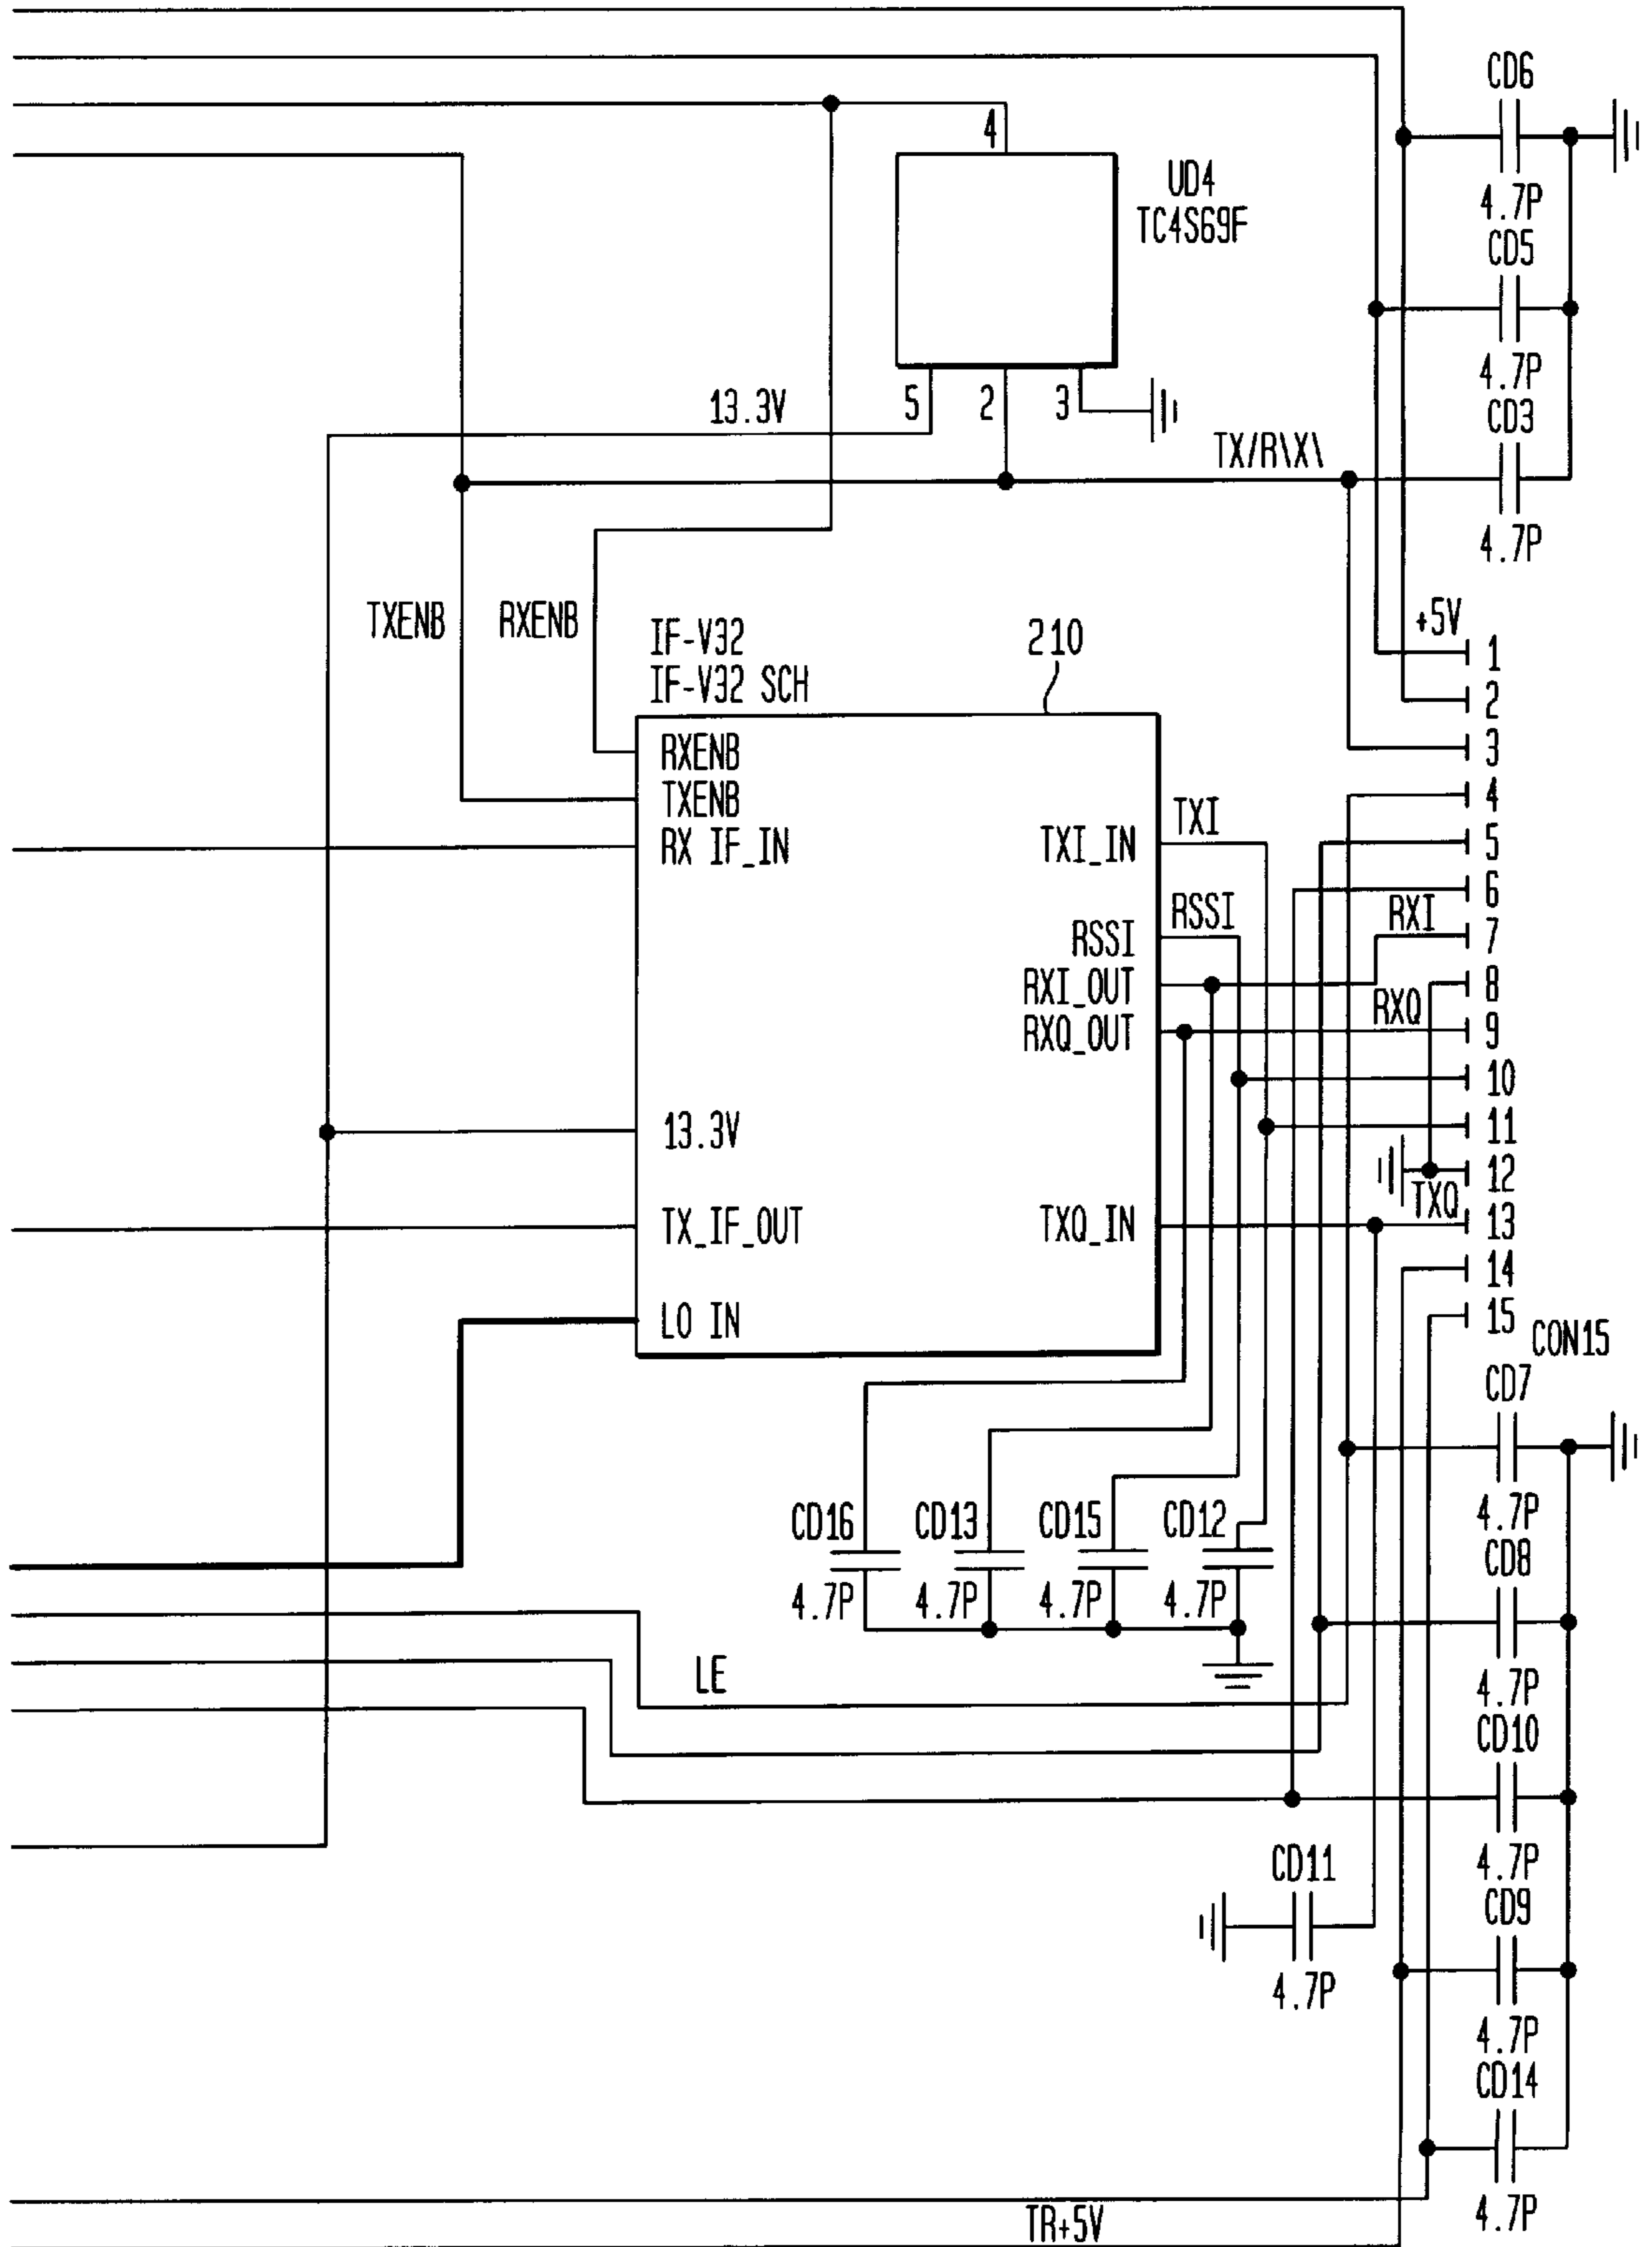 CD6
4
UD4
TC4S69F
4.7P
CD5
4.7P
13.3V
5
2
3
CD3
TX/R\X\
4.7P
TXENB
RXENB
+5V
IF-V32
IF-V32 SCH
210
1
2
3
4
5
6
7
8
9
10
11
12
13
14
15
RXENB
TXENB
RX IF_IN
TXI_IN
TXI
RSSI
RSSI
RXI
RXI_OUT
RXQ_OUT
RXQ
13.3V
TXQ
TX_IF_OUT
TXQ_IN
LO IN
CON15
CD7
4.7P
CD16
CD13
CD15
CD12
CD8
4.7P
4.7P
4.7P
4.7P
LE
4.7P
CD10
4.7P
CD11
CD9
4.7P
4.7P
CD14
4.7P
TR+5V